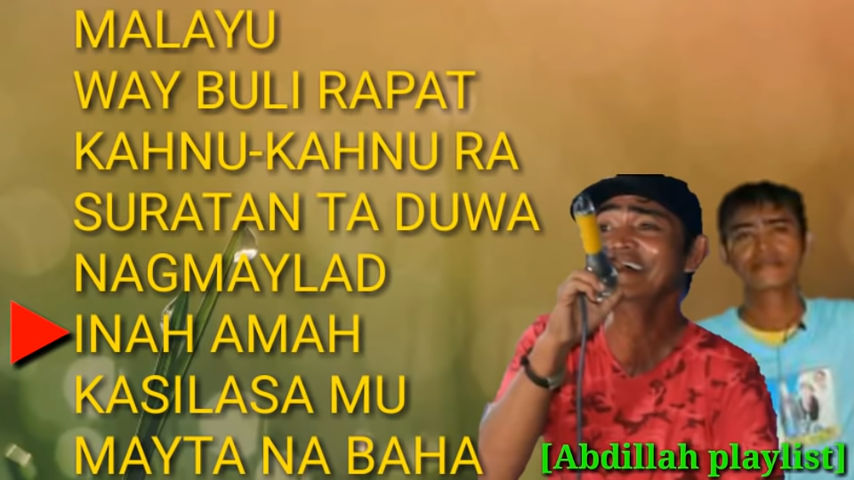 MALAYU
WAY BULI RAPAT
KAHNU-KAHNU RA
SURATAN TA DUWA
NAGMAYLAD
INAH AMAH
KASILASA MU
MAYTA NA BAHA
[Abdillah playlist]